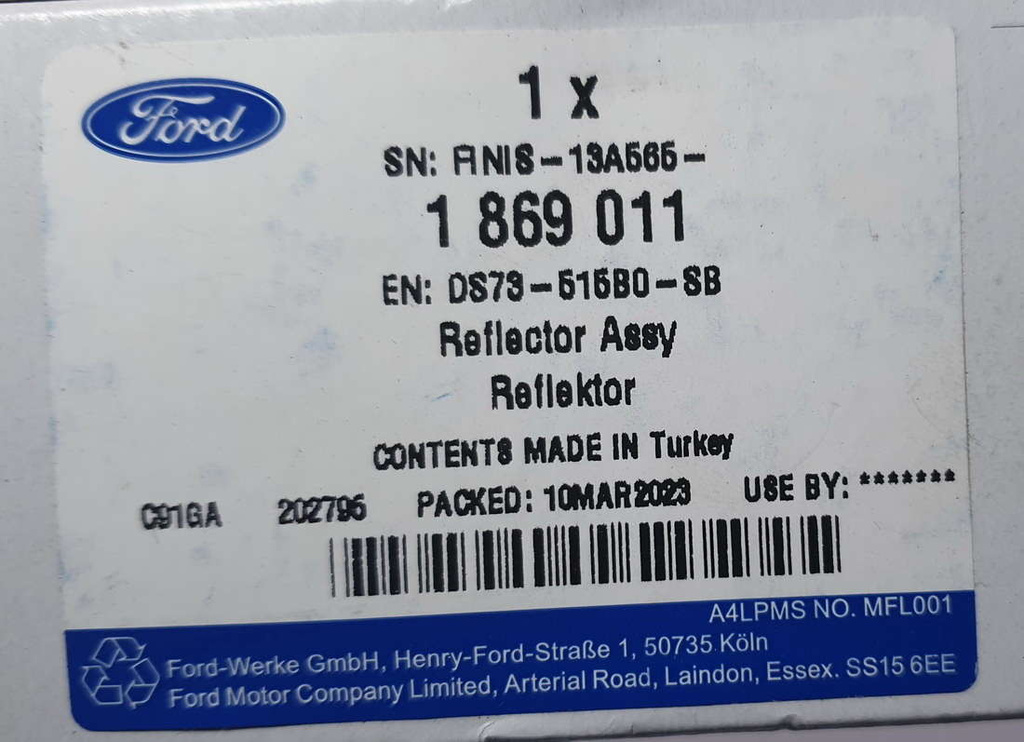 Ford
1 x
SN: FINIS-13A565-
1 869 011
EN: DS73-515B0-SB
Reflector Assy
Reflektor
CONTENTS MADE IN Turkey
C91GA 202795 PACKED: 10MAR2023 USE BY: *******
A4LPMS NO. MFL001
Ford-Werke GmbH, Henry-Ford-Straße 1, 50735 Köln
Ford Motor Company Limited, Arterial Road, Laindon, Essex. SS15 6EE